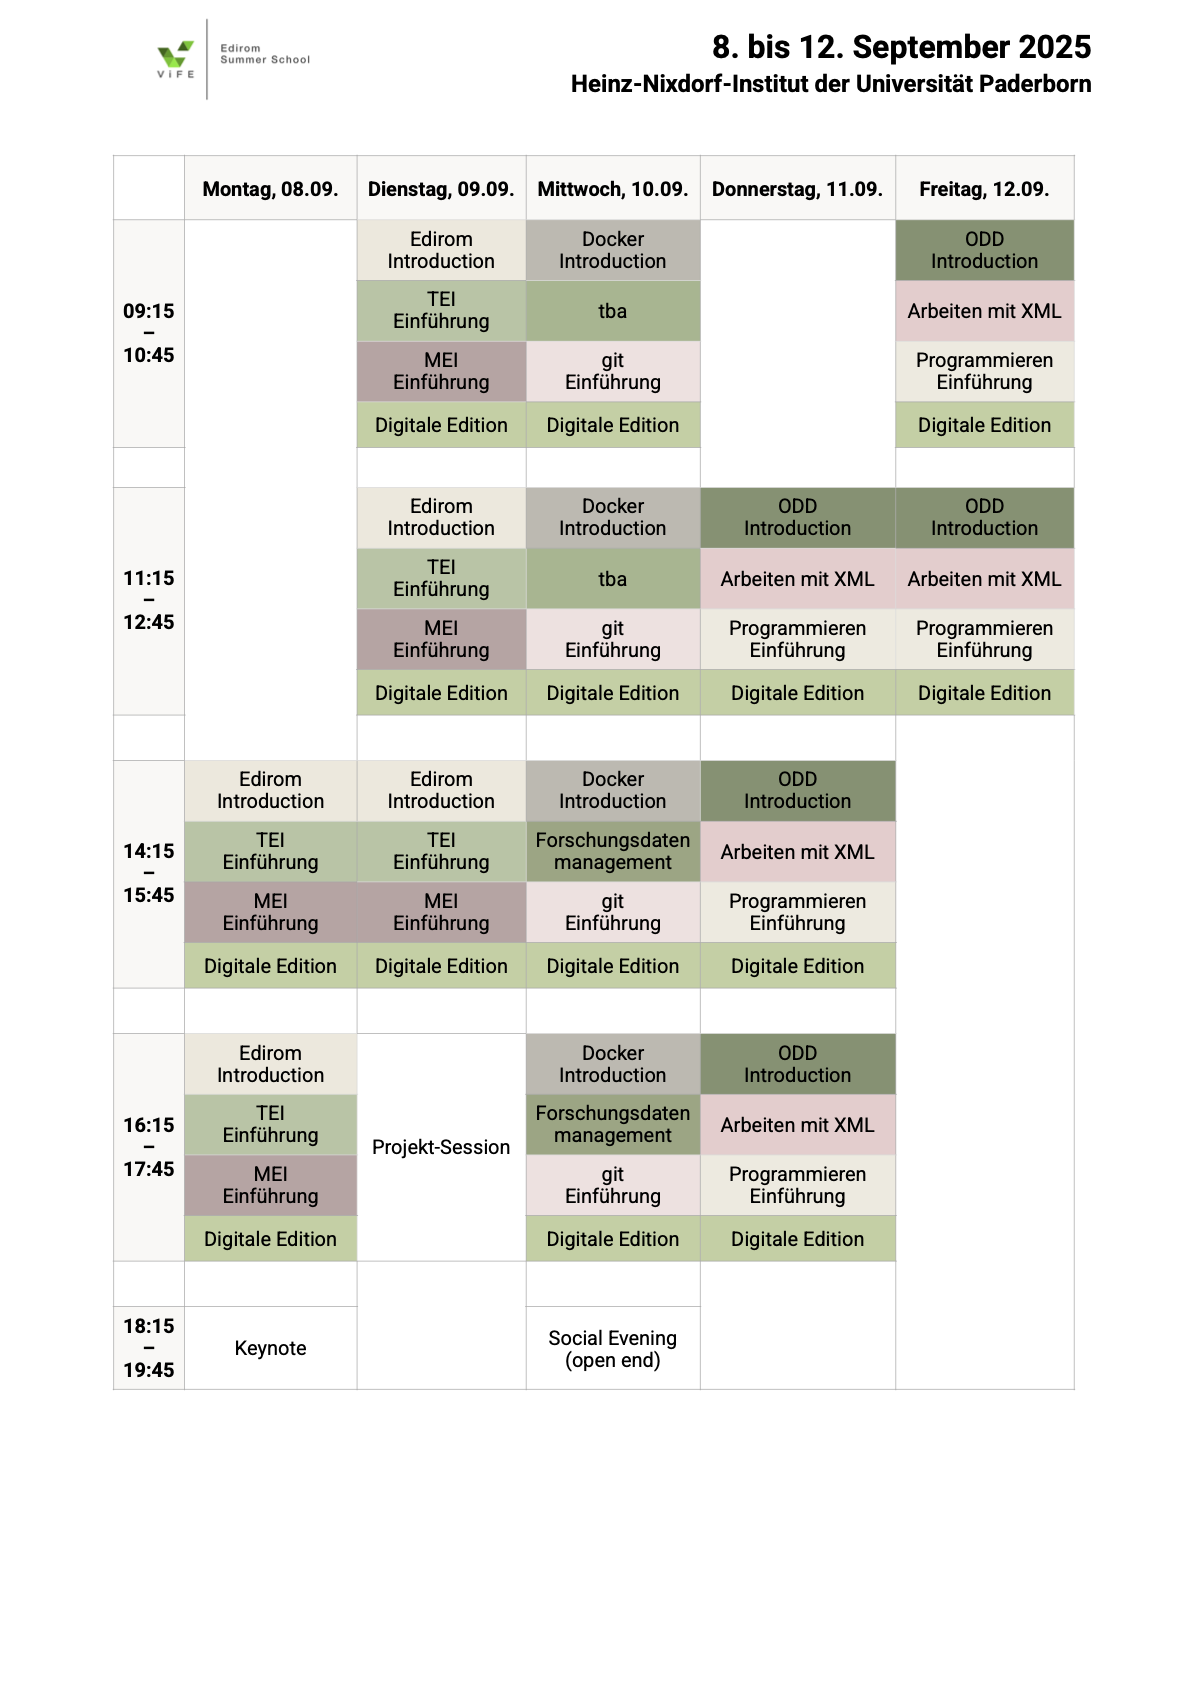 ViFE
Edirom
Summer School
8. bis 12. September 2025
Heinz-Nixdorf-Institut der Universität Paderborn
Montag, 08.09.
Dienstag, 09.09.
Mittwoch, 10.09.
Donnerstag, 11.09.
Freitag, 12.09.
09:15
–
10:45
Edirom
Introduction
Docker
Introduction
ODD
Introduction
TEI
Einführung
tba
Arbeiten mit XML
MEI
Einführung
git
Einführung
Programmieren
Einführung
Digitale Edition
Digitale Edition
Digitale Edition
11:15
–
12:45
Edirom
Introduction
Docker
Introduction
ODD
Introduction
ODD
Introduction
TEI
Einführung
tba
Arbeiten mit XML
Arbeiten mit XML
MEI
Einführung
git
Einführung
Programmieren
Einführung
Programmieren
Einführung
Digitale Edition
Digitale Edition
Digitale Edition
Digitale Edition
14:15
–
15:45
Edirom
Introduction
Edirom
Introduction
Docker
Introduction
ODD
Introduction
TEI
Einführung
TEI
Einführung
Forschungsdaten
management
Arbeiten mit XML
MEI
Einführung
MEI
Einführung
git
Einführung
Programmieren
Einführung
Digitale Edition
Digitale Edition
Digitale Edition
Digitale Edition
16:15
–
17:45
Edirom
Introduction
Projekt-Session
Docker
Introduction
ODD
Introduction
TEI
Einführung
Forschungsdaten
management
Arbeiten mit XML
MEI
Einführung
git
Einführung
Programmieren
Einführung
Digitale Edition
Digitale Edition
Digitale Edition
18:15
–
19:45
Keynote
Social Evening
(open end)